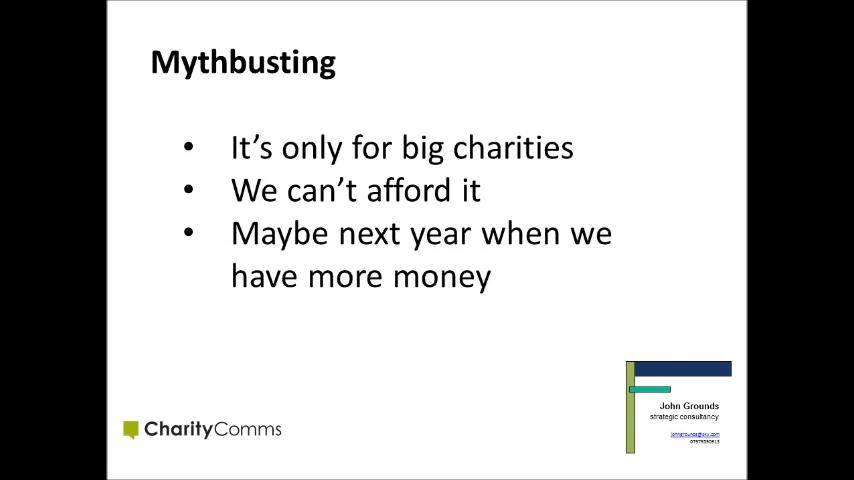 Mythbusting
• It's only for big charities
• We can't afford it
• Maybe next year when we
have more money
John Grounds
strategic consultancy
CharityComms